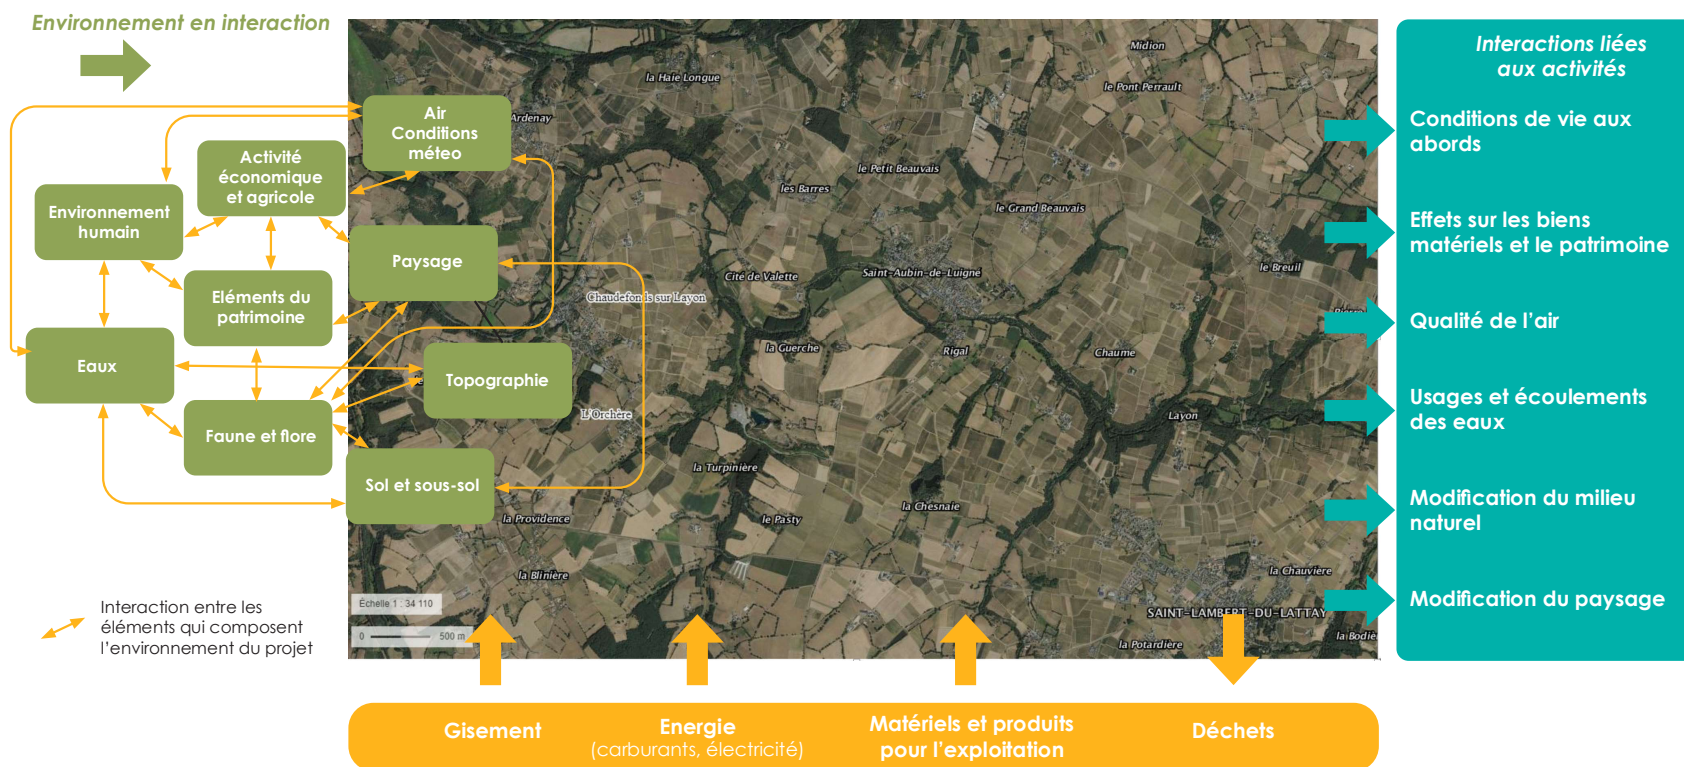 Environnement en interaction
Air
Conditions
méteo
Activité
économique
et agricole
Environnement
humain
Paysage
Eléments du
patrimoine
Eaux
Topographie
Faune et flore
Sol et sous-sol
Interaction entre les
éléments qui composent
l'environnement du projet
Midion
la Haie Longue
le Pont Perrault
Ardenay
le Petit Beauvais
les Barres
le Grand Beauvais
Cité de Valette
Saint-Aubin-de-Luigné
le Breuil
Chaudefonds sur Layon
la Guerche
Rigal
Chaume
L'Orchère
Layon
la Turpinière
la Chesnaie
la Providence
le Pasty
la Blinière
la Chauvière
Échelle 1 : 34 110
SAINT-LAMBERT-DU-LATTAY
0 500 m
la Potardière
Interactions liées
aux activités
Conditions de vie aux
abords
Effets sur les biens
matériels et le patrimoine
Qualité de l'air
Usages et écoulements
des eaux
Modification du milieu
naturel
Modification du paysage
Gisement
Energie
(carburants, électricité)
Matériels et produits
pour l'exploitation
Déchets